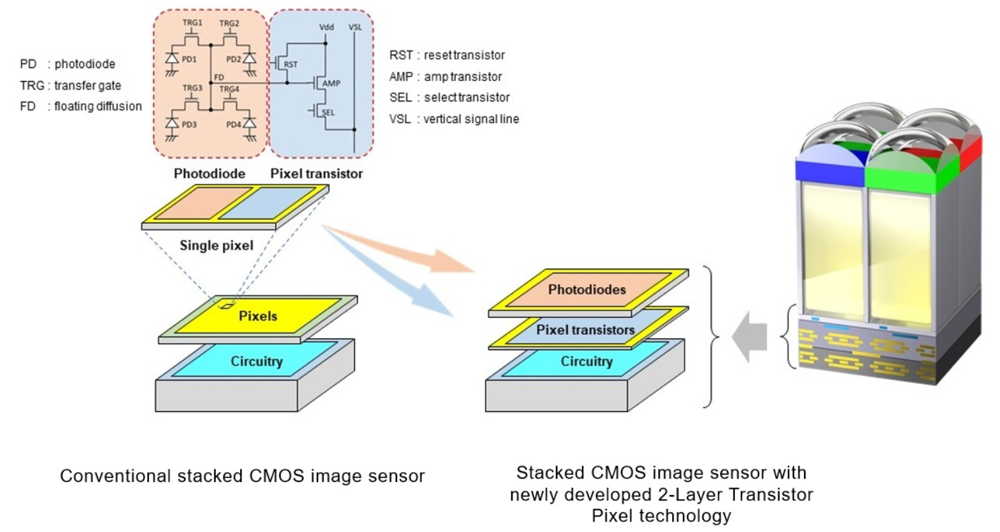 TRG1 TRG2
Vdd VSL
PD1 PD2
RST
FD
AMP
TRG3 TRG4
SEL
PD3 PD4
PD : photodiode
TRG : transfer gate
FD : floating diffusion
RST : reset transistor
AMP : amp transistor
SEL : select transistor
VSL : vertical signal line
Photodiode Pixel transistor
Single pixel
Pixels
Circuitry
Photodiodes
Pixel transistors
Circuitry
Conventional stacked CMOS image sensor
Stacked CMOS image sensor with
newly developed 2-Layer Transistor
Pixel technology